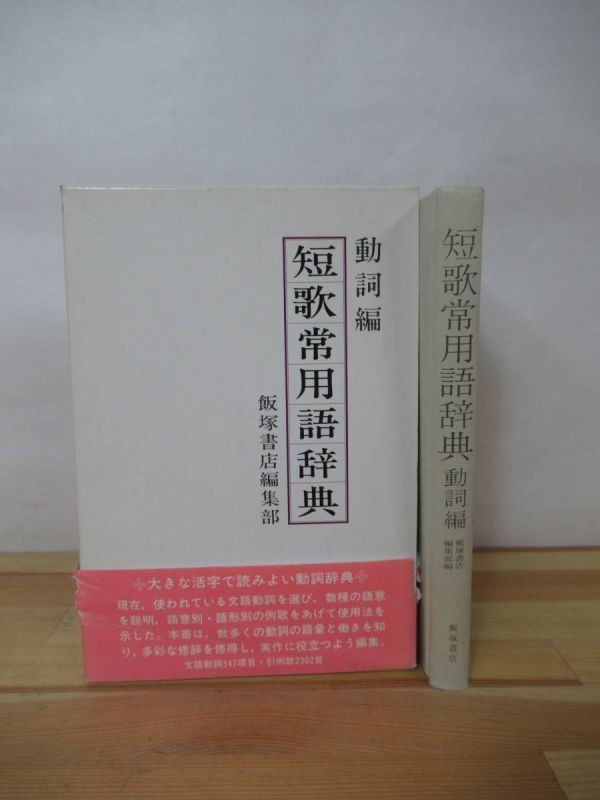 動詞編
短歌常用語辞典
飯塚書店編集部
大きな活字で読みよい動詞辞典
現在，使われている文語動詞を選び，数種の語意
を説明，語意別・語形別の例歌をあげて使用法を
示した。本書は，数多くの動詞の語彙と働きを知
り，多彩な修辞を修得し，実作に役立つよう編集。
文語動詞547項目・引例歌2302首
短歌常用語辞典 動詞編
飯塚書店
編集部編
飯塚書店